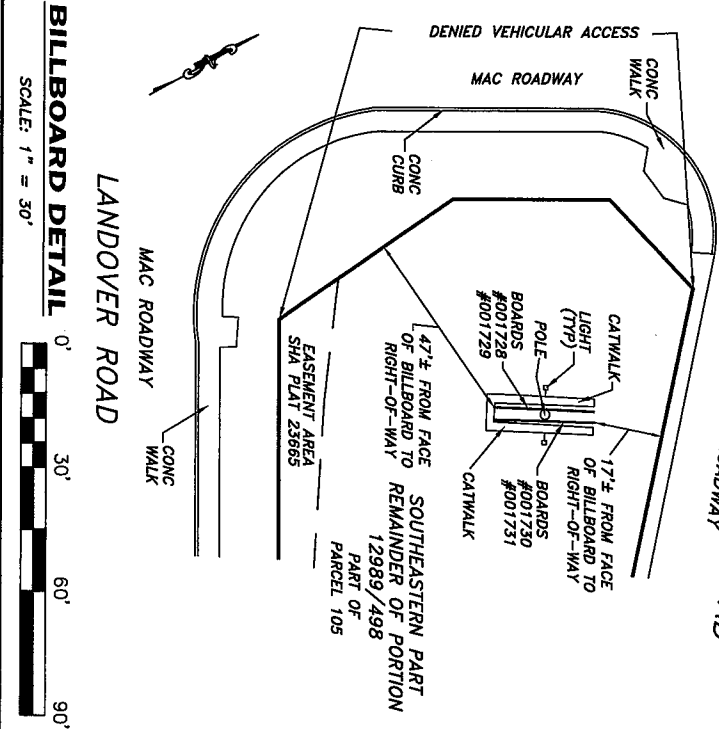 DENIED VEHICULAR ACCESS
MAC ROADWAY
CONC
WALK
CONC
CURB
CATWALK
LIGHT
(TYP)
POLE
BOARDS
#001728
#001729
47'± FROM FACE
OF BILLBOARD TO
RIGHT-OF-WAY
17'± FROM FACE
OF BILLBOARD TO
RIGHT-OF-WAY
BOARDS
#001730
#001731
CATWALK
EASEMENT AREA
SHA PLAT 23665
SOUTHEASTERN PART
REMAINDER OF PORTION
12989/498
PART OF
PARCEL 105
MAC ROADWAY
CONC
WALK
LANDOVER ROAD
BILLBOARD DETAIL
SCALE: 1" = 30'
0' 30' 60' 90'